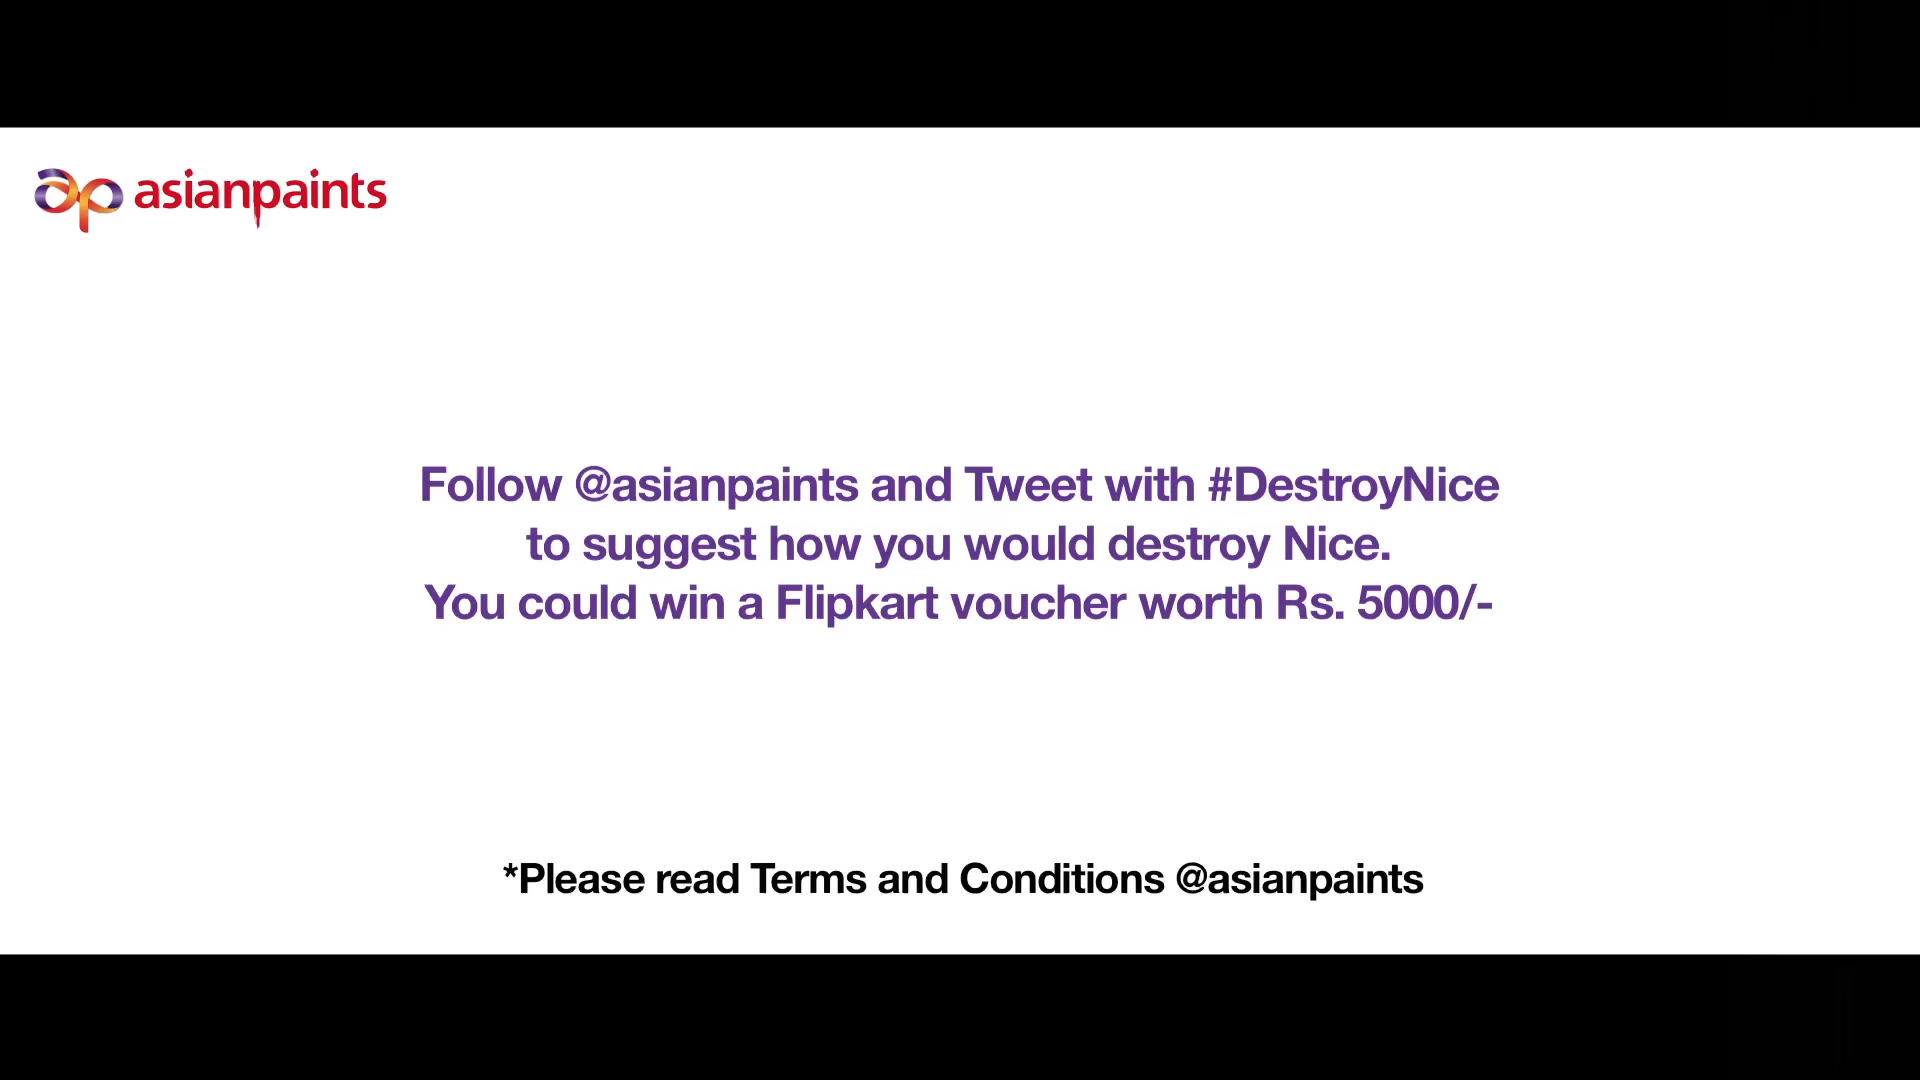 asianpaints
Follow @asianpaints and Tweet with #DestroyNice
to suggest how you would destroy Nice.
You could win a Flipkart voucher worth Rs. 5000/-
*Please read Terms and Conditions @asianpaints